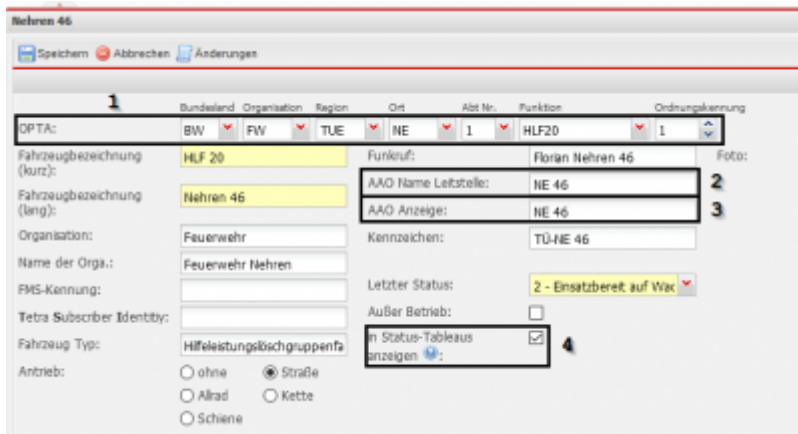 Nehren 46
Speichern Abbrechen Änderungen
1
Bundesland Organisation Region Ort Abt Nr. Funktion Ordnungskennung
OPTA: BW FW TUE NE 1 HLF20 1
Fahrzeugbezeichnung (kurz): HLF 20
Funkruf: Florian Nehren 46
Foto:
AAO Name Leitstelle: NE 46
2
Fahrzeugbezeichnung (lang): Nehren 46
AAO Anzeige: NE 46
3
Organisation: Feuerwehr
Kennzeichen: TÜ-NE 46
Name der Orga.: Feuerwehr Nehren
FMS-Kennung:
Letzter Status: 2 - Einsatzbereit auf Wac
Tetra Subscriber Identitiy:
Außer Betrieb:
Fahrzeug Typ: Hilfeleistungslöschgruppenfa
in Status-Tableaus anzeigen :
4
Antrieb: ohne Straße
Allrad Kette
Schiene